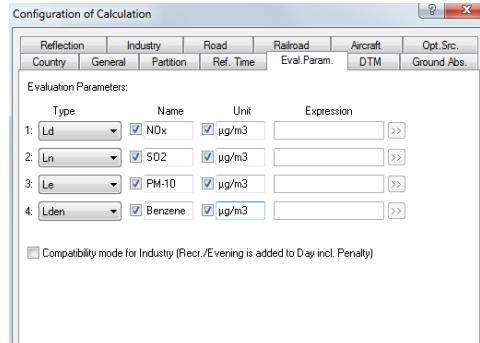 Configuration of Calculation
? X
Reflection Industry Road Railroad Aircraft Opt.Src.
Country General Partition Ref. Time Eval.Param. DTM Ground Abs.
Evaluation Parameters:
Type Name Unit Expression
1: Ld NOx µg/m3 >>
2: Ln SO2 µg/m3 >>
3: Le PM-10 µg/m3 >>
4: Lden Benzene µg/m3 >>
Compatibility mode for Industry (Recr./Evening is added to Day incl. Penalty)